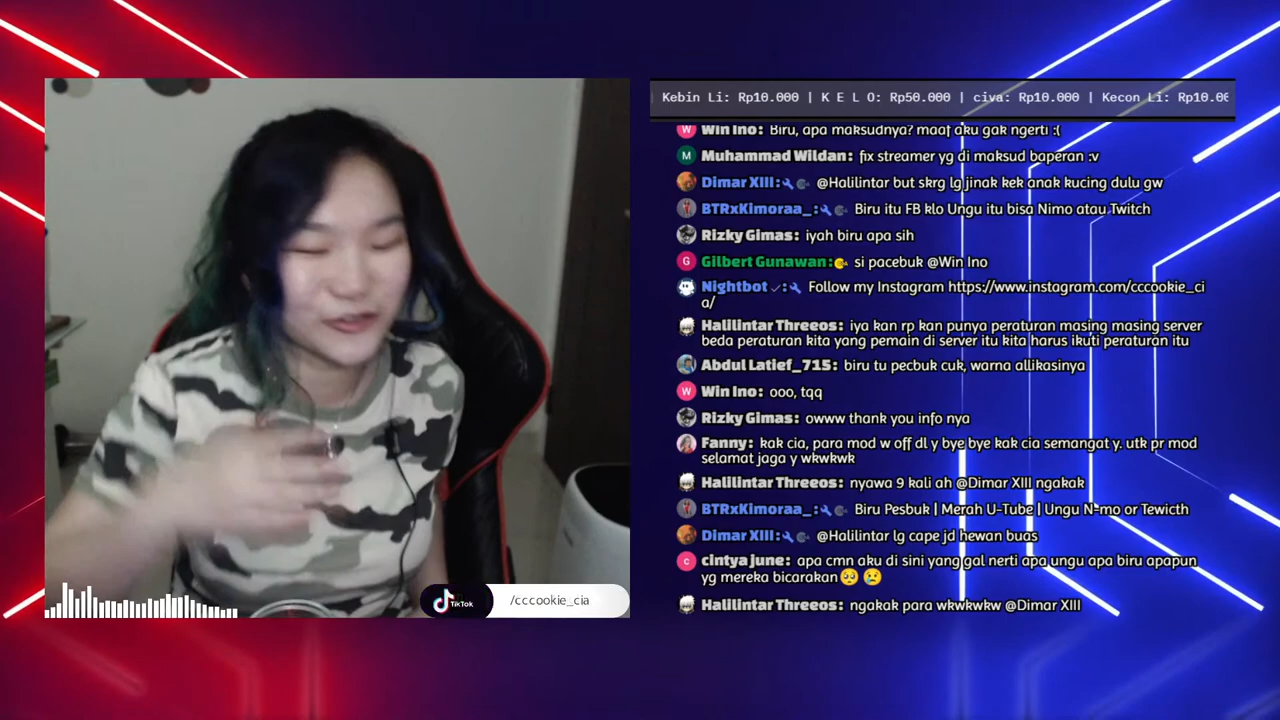 Kebin Li: Rp10.000 | K E L O: Rp50.000 | civa: Rp10.000 | Kecon Li: Rp10.00
W Win Ino: Biru, apa maksudnya? maaf aku gak ngerti :(
M Muhammad Wildan: fix streamer yg di maksud baperan :v
Dimar XIII: @Halilintar but skrg lg jinak kek anak kucing dulu gw
BTRxKimoraa_: Biru itu FB klo Ungu itu bisa Nimo atau Twitch
Rizky Gimas: iyah biru apa sih
G Gilbert Gunawan: si pacebuk @Win Ino
Nightbot ✓: Follow my Instagram https://www.instagram.com/cccookie_ci
a/
Halilintar Threeos: iya kan rp kan punya peraturan masing masing server
beda peraturan kita yang pemain di server itu kita harus ikuti peraturan itu
Abdul Latief_715: biru tu pecbuk cuk, warna allikasinya
W Win Ino: ooo, tqq
Rizky Gimas: owww thank you info nya
Fanny: kak cia, para mod w off dl y bye bye kak cia semangat y. utk pr mod
selamat jaga y wkwkwk
Halilintar Threeos: nyawa 9 kali ah @Dimar XIII ngakak
BTRxKimoraa_: Biru Pesbuk | Merah U-Tube | Ungu N-mo or Tewicth
Dimar XIII: @Halilintar lg cape jd hewan buas
c cintya june: apa cmn aku di sini yang gal nerti apa ungu apa biru apapun
yg mereka bicarakan🥺 😢
Halilintar Threeos: ngakak para wkwkwkw @Dimar XIII
TikTok /cccookie_cia